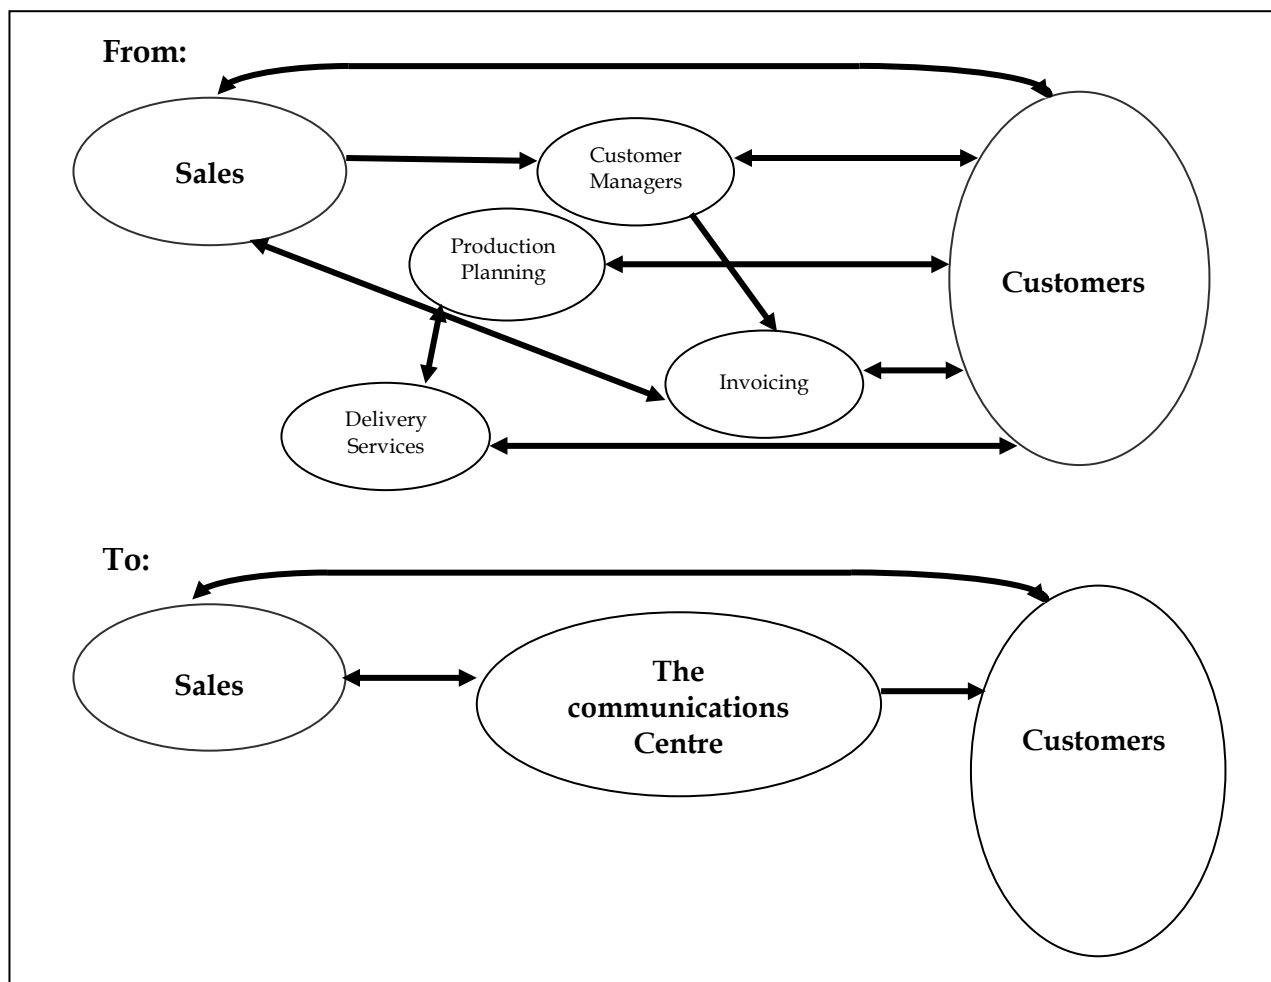 From:
Sales
Customer
Managers
Production
Planning
Customers
Invoicing
Delivery
Services
To:
Sales
The
communications
Centre
Customers